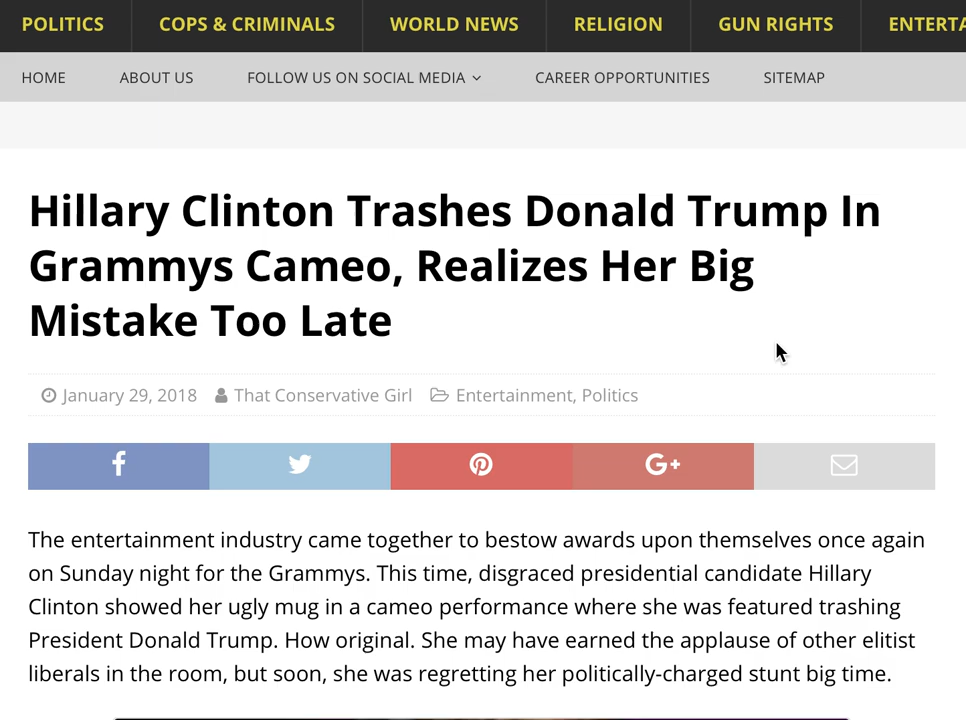 POLITICS COPS & CRIMINALS WORLD NEWS RELIGION GUN RIGHTS
HOME ABOUT US FOLLOW US ON SOCIAL MEDIA CAREER OPPORTUNITIES SITEMAP
Hillary Clinton Trashes Donald Trump In
Grammys Cameo, Realizes Her Big
Mistake Too Late
January 29, 2018 That Conservative Girl Entertainment, Politics
The entertainment industry came together to bestow awards upon themselves once again
on Sunday night for the Grammys. This time, disgraced presidential candidate Hillary
Clinton showed her ugly mug in a cameo performance where she was featured trashing
President Donald Trump. How original. She may have earned the applause of other elitist
liberals in the room, but soon, she was regretting her politically-charged stunt big time.